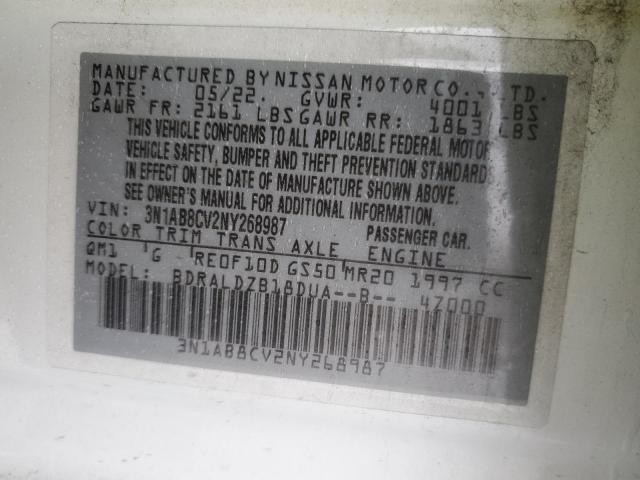 MANUFACTURED BY NISSAN MOTOR CO., LTD.
DATE: 05/22. GVWR: 4001 LBS
GAWR FR: 2161 LBS GAWR RR: 1863 LBS
THIS VEHICLE CONFORMS TO ALL APPLICABLE FEDERAL MOTOR
VEHICLE SAFETY, BUMPER AND THEFT PREVENTION STANDARDS
IN EFFECT ON THE DATE OF MANUFACTURE SHOWN ABOVE.
SEE OWNER'S MANUAL FOR ADDITIONAL INFORMATION.
VIN: 3N1AB8CV2NY268987 PASSENGER CAR.
COLOR TRIM TRANS AXLE ENGINE
QM1 G RE0F10D GS50 MR20 1997 CC
MODEL: BDRALDZB18DUA--B-- 4Z000
3N1AB8CV2NY268987